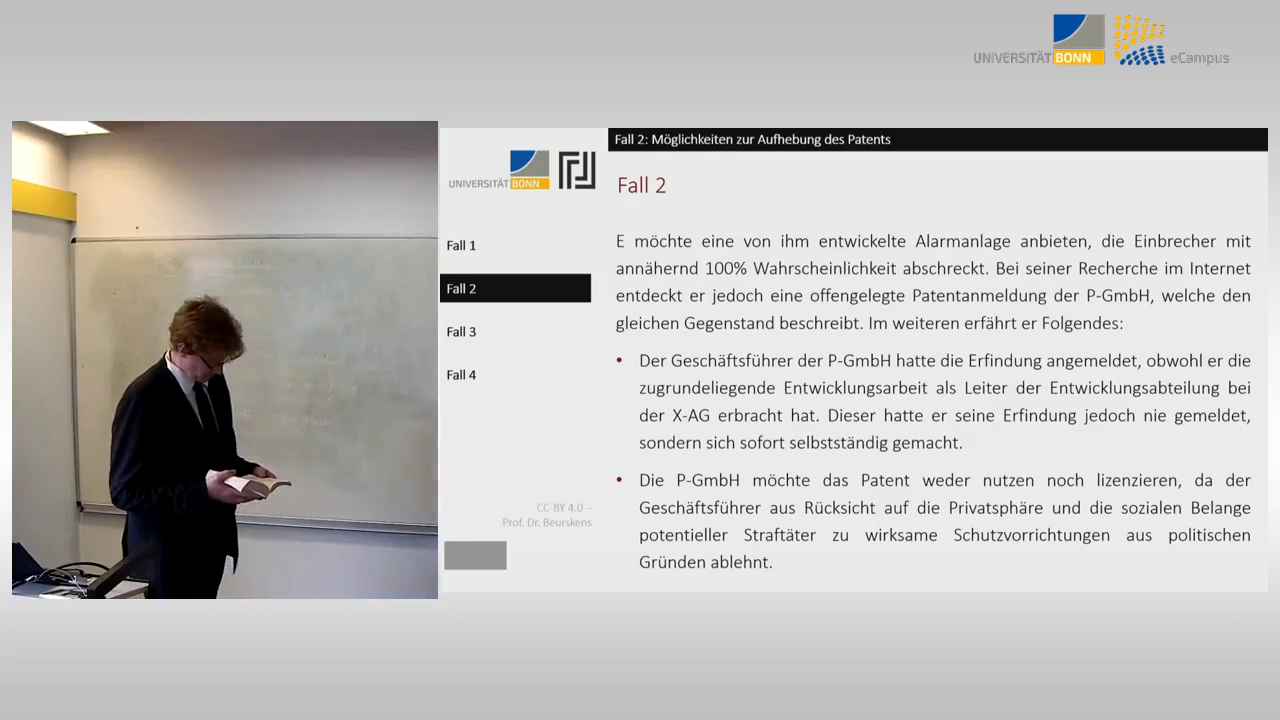 UNIVERSITÄT BONN eCampus
Fall 2: Möglichkeiten zur Aufhebung des Patents
UNIVERSITÄT BONN
Fall 2
Fall 1
Fall 2
Fall 3
Fall 4
E möchte eine von ihm entwickelte Alarmanlage anbieten, die Einbrecher mit
annähernd 100% Wahrscheinlichkeit abschreckt. Bei seiner Recherche im Internet
entdeckt er jedoch eine offengelegte Patentanmeldung der P-GmbH, welche den
gleichen Gegenstand beschreibt. Im weiteren erfährt er Folgendes:
• Der Geschäftsführer der P-GmbH hatte die Erfindung angemeldet, obwohl er die
zugrundeliegende Entwicklungsarbeit als Leiter der Entwicklungsabteilung bei
der X-AG erbracht hat. Dieser hatte er seine Erfindung jedoch nie gemeldet,
sondern sich sofort selbstständig gemacht.
• Die P-GmbH möchte das Patent weder nutzen noch lizenzieren, da der
Geschäftsführer aus Rücksicht auf die Privatsphäre und die sozialen Belange
potentieller Straftäter zu wirksame Schutzvorrichtungen aus politischen
Gründen ablehnt.
CC-BY 4.0 –
Prof. Dr. Beurskens